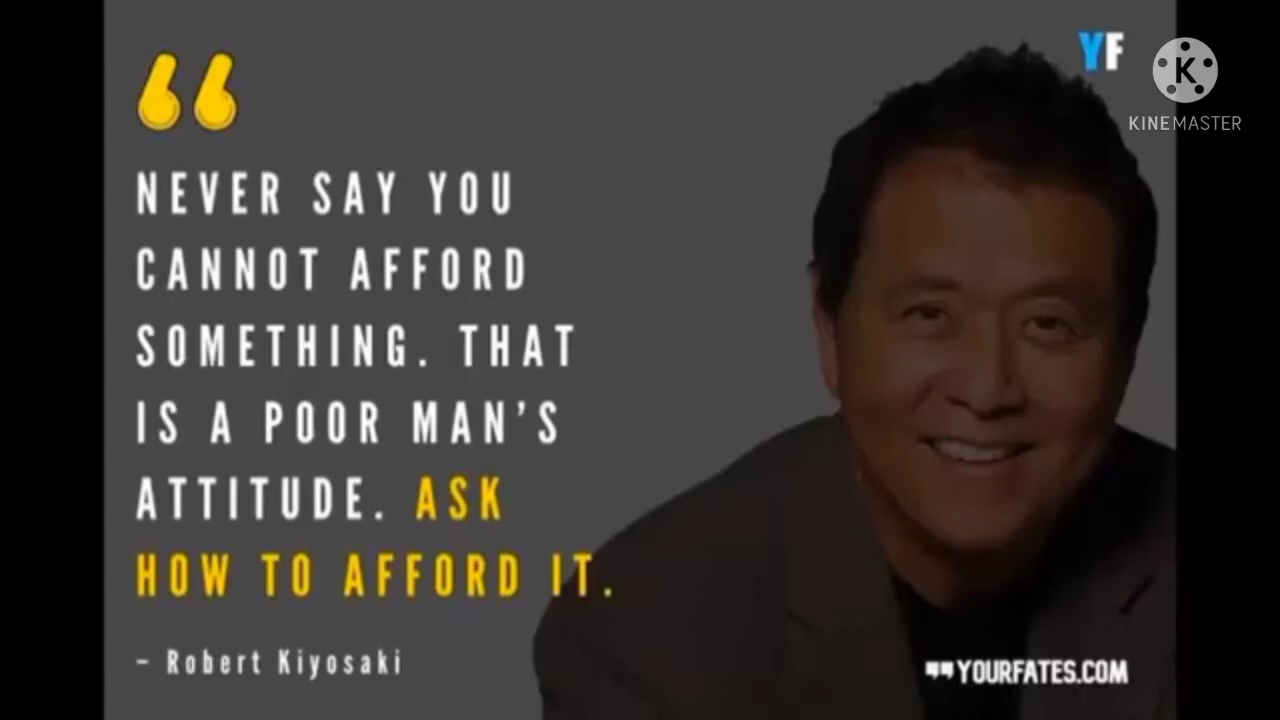 YF
KINEMASTER
NEVER SAY YOU
CANNOT AFFORD
SOMETHING. THAT
IS A POOR MAN'S
ATTITUDE. ASK
HOW TO AFFORD IT.
– Robert Kiyosaki
YOURFATES.COM